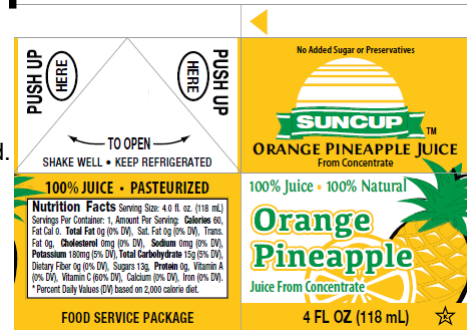 d.
PUSH UP
HERE
HERE
PUSH UP
TO OPEN
SHAKE WELL • KEEP REFRIGERATED
100% JUICE • PASTEURIZED
Nutrition Facts Serving Size: 4.0 fl. oz. (118 mL)
Servings Per Container: 1, Amount Per Serving: Calories 60,
Fat Cal 0. Total Fat 0g (0% DV), Sat. Fat 0g (0% DV), Trans.
Fat 0g, Cholesterol 0mg (0% DV), Sodium 0mg (0% DV),
Potassium 180mg (5% DV), Total Carbohydrate 15g (5% DV),
Dietary Fiber 0g (0% DV), Sugars 13g, Protein 0g, Vitamin A
(0% DV), Vitamin C (60% DV), Calcium (0% DV), Iron (0% DV).
* Percent Daily Values (DV) based on 2,000 calorie diet.
FOOD SERVICE PACKAGE
No Added Sugar or Preservatives
SUNCUP TM
ORANGE PINEAPPLE JUICE
From Concentrate
100% Juice • 100% Natural
Orange
Pineapple
Juice From Concentrate
4 FL OZ (118 mL)